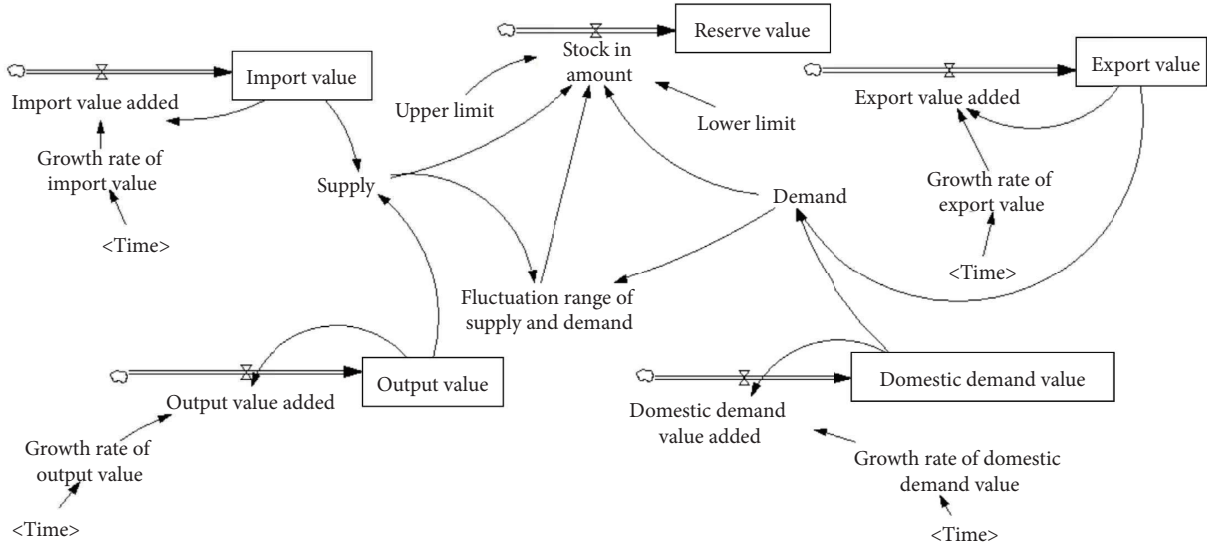 Reserve value
Stock in
amount
Import value
Export value
Import value added
Upper limit
Lower limit
Export value added
Growth rate of
import value
Supply
Demand
Growth rate of
export value
<Time>
<Time>
Fluctuation range of
supply and demand
Output value
Domestic demand value
Output value added
Domestic demand
value added
Growth rate of
output value
Growth rate of domestic
demand value
<Time>
<Time>